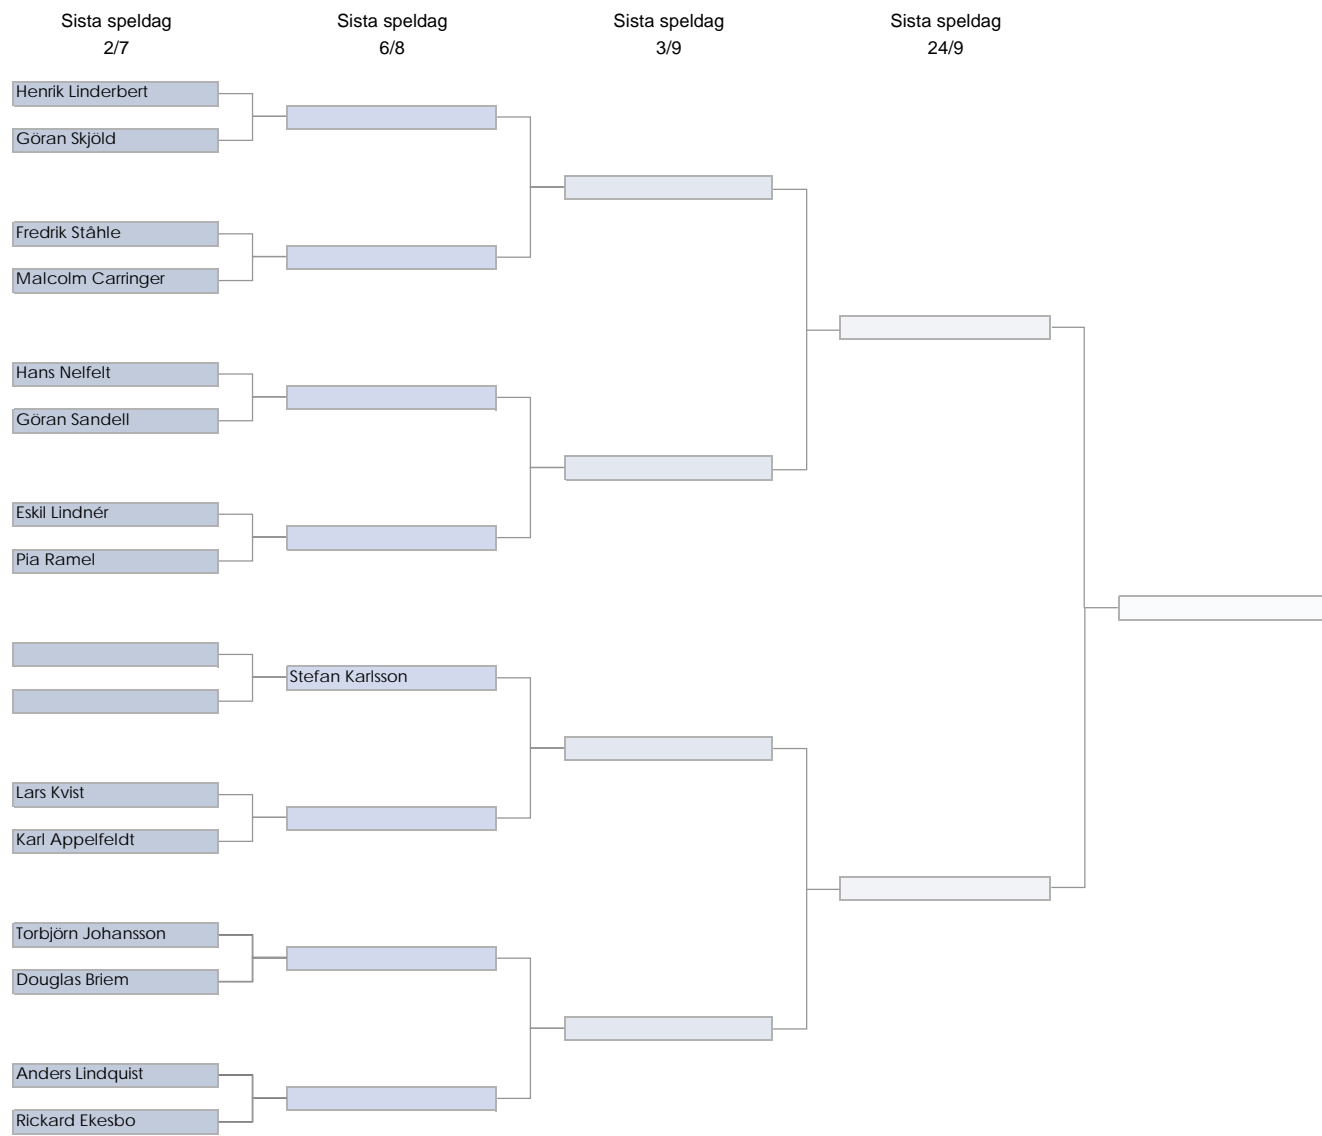 Sista speldag
2/7
Sista speldag
6/8
Sista speldag
3/9
Sista speldag
24/9
Henrik Linderbert
Göran Skjöld
Fredrik Ståhle
Malcolm Carringer
Hans Nelfelt
Göran Sandell
Eskil Lindnér
Pia Ramel
Stefan Karlsson
Lars Kvist
Karl Appelfeldt
Torbjörn Johansson
Douglas Briem
Anders Lindquist
Rickard Ekesbo